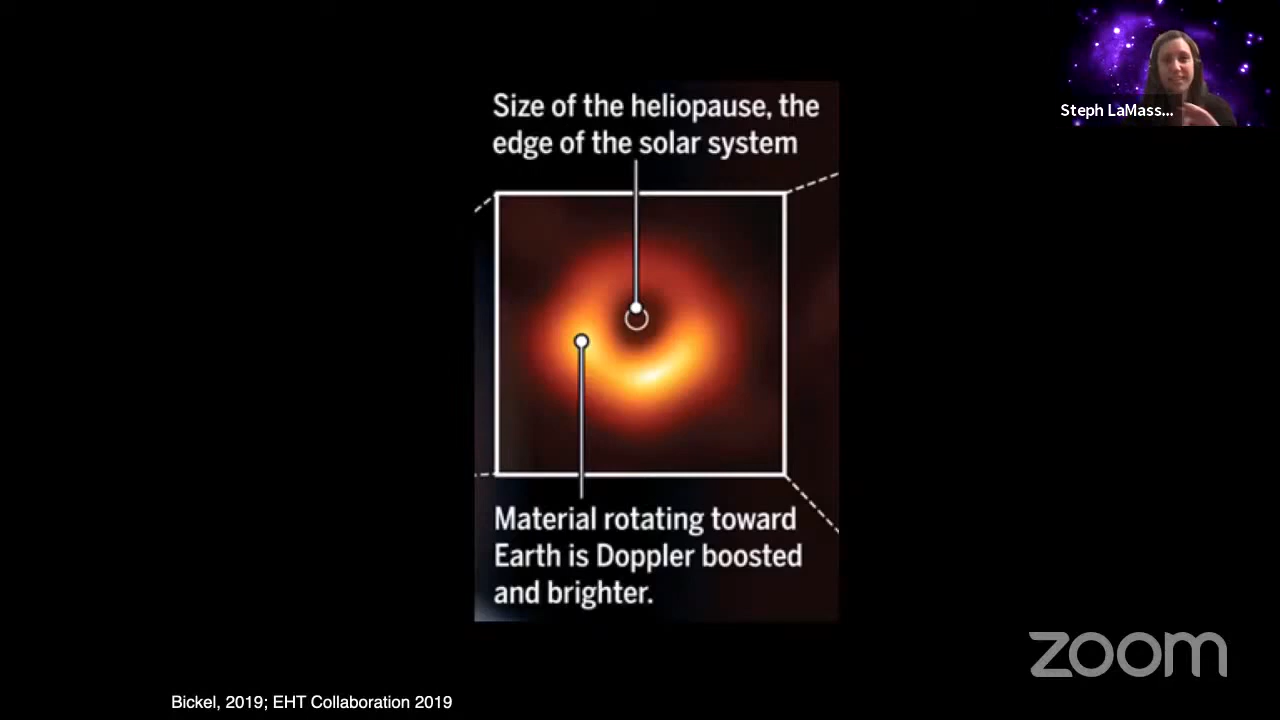 Size of the heliopause, the
edge of the solar system
Steph LaMass...
Material rotating toward
Earth is Doppler boosted
and brighter.
zoom
Bickel, 2019; EHT Collaboration 2019